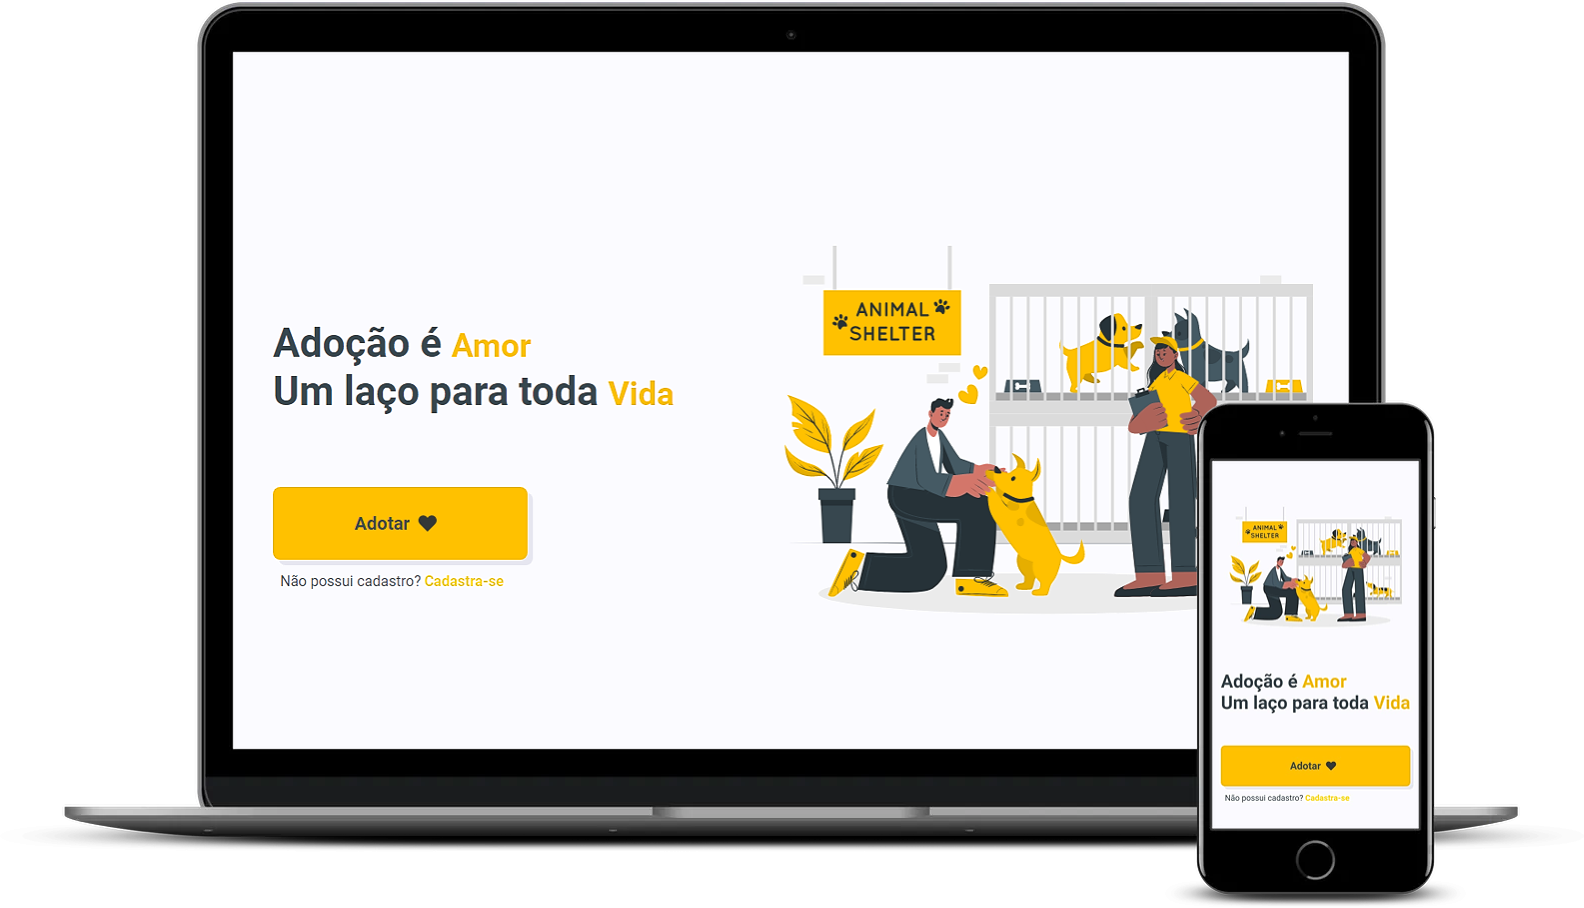 Adoção é Amor
Um laço para toda Vida
Adotar
Não possui cadastro? Cadastra-se
ANIMAL
SHELTER
ANIMAL
SHELTER
Adoção é Amor
Um laço para toda Vida
Adotar
Não possui cadastro? Cadastra-se